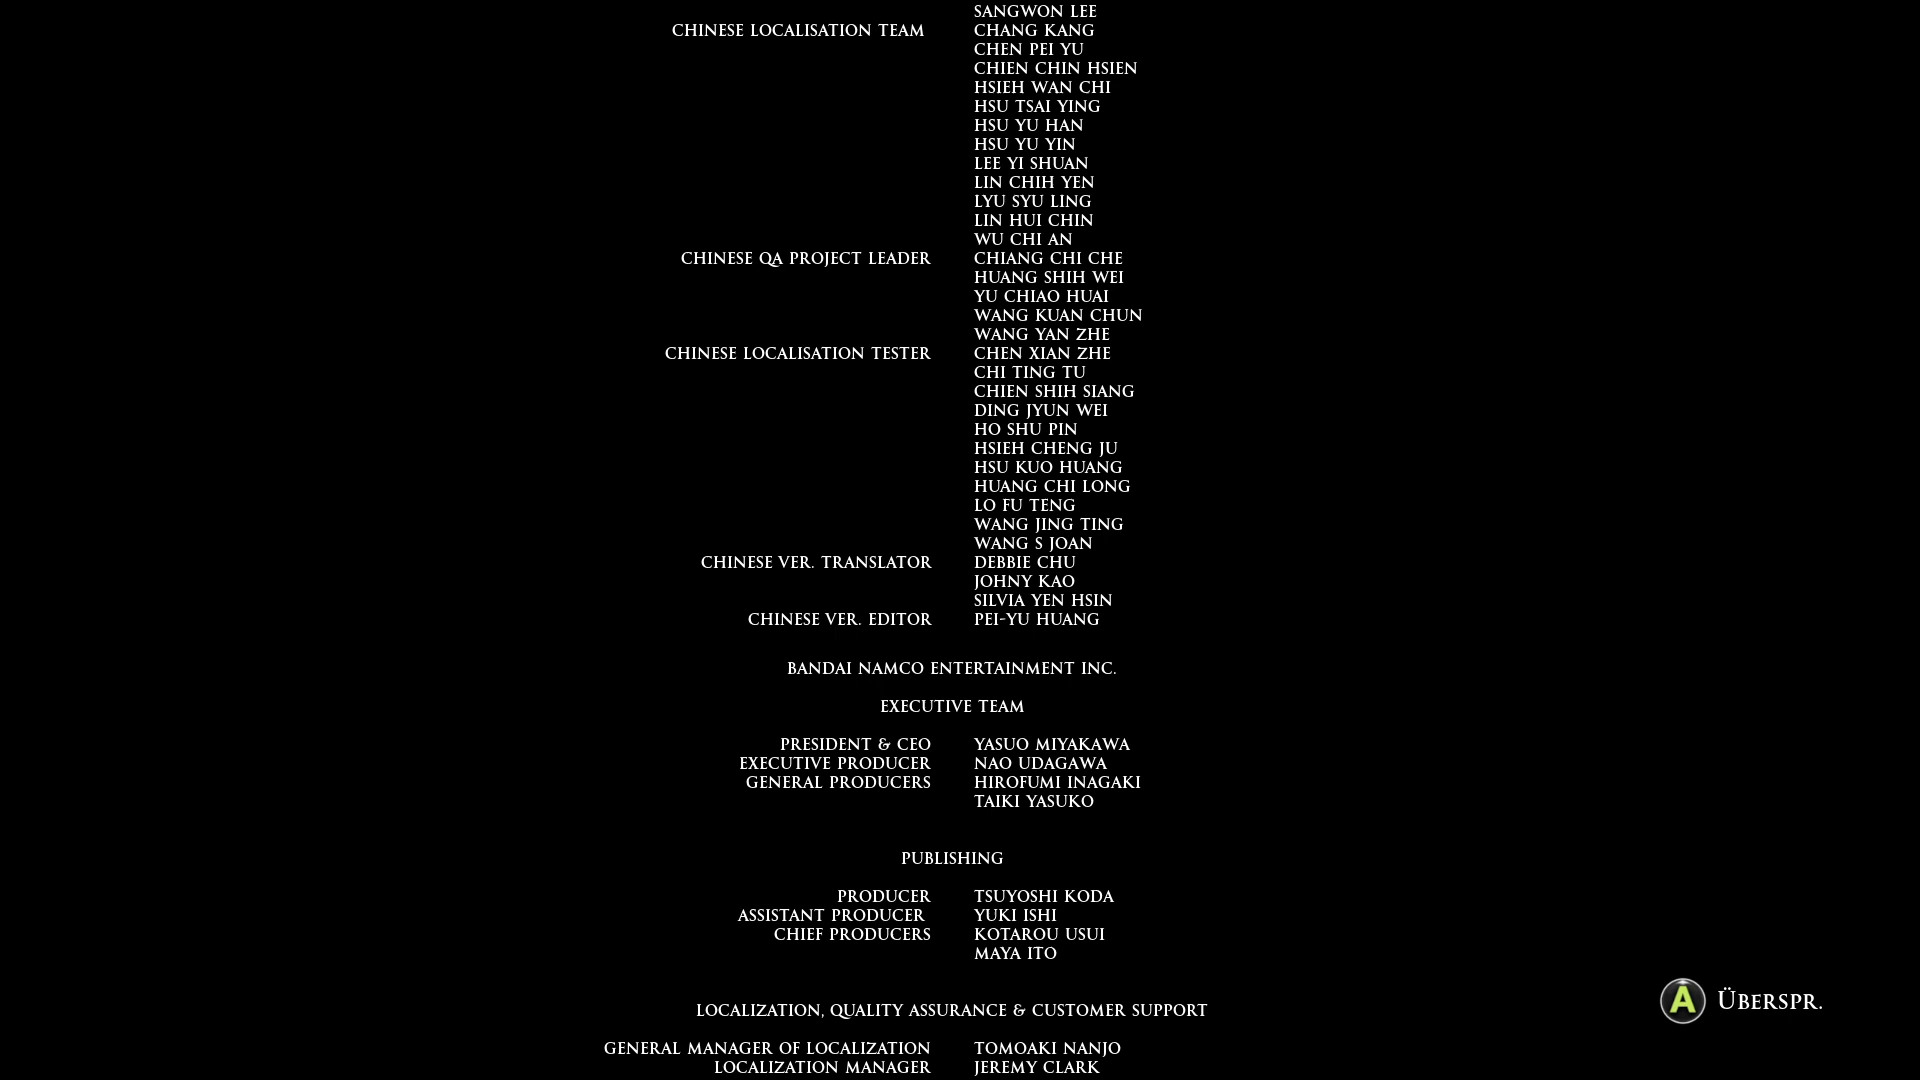 SANGWON LEE
CHINESE LOCALISATION TEAM CHANG KANG
CHEN PEI YU
CHIEN CHIN HSIEN
HSIEH WAN CHI
HSU TSAI YING
HSU YU HAN
HSU YU YIN
LEE YI SHUAN
LIN CHIH YEN
LYU SYU LING
LIN HUI CHIN
WU CHI AN
CHINESE QA PROJECT LEADER CHIANG CHI CHE
HUANG SHIH WEI
YU CHIAO HUAI
WANG KUAN CHUN
WANG YAN ZHE
CHINESE LOCALISATION TESTER CHEN XIAN ZHE
CHI TING TU
CHIEN SHIH SIANG
DING JYUN WEI
HO SHU PIN
HSIEH CHENG JU
HSU KUO HUANG
HUANG CHI LONG
LO FU TENG
WANG JING TING
WANG S JOAN
CHINESE VER. TRANSLATOR DEBBIE CHU
JOHNY KAO
SILVIA YEN HSIN
CHINESE VER. EDITOR PEI-YU HUANG
BANDAI NAMCO ENTERTAINMENT INC.
EXECUTIVE TEAM
PRESIDENT & CEO YASUO MIYAKAWA
EXECUTIVE PRODUCER NAO UDAGAWA
GENERAL PRODUCERS HIROFUMI INAGAKI
TAIKI YASUKO
PUBLISHING
PRODUCER TSUYOSHI KODA
ASSISTANT PRODUCER YUKI ISHI
CHIEF PRODUCERS KOTAROU USUI
MAYA ITO
LOCALIZATION, QUALITY ASSURANCE & CUSTOMER SUPPORT
A ÜBERSPR.
GENERAL MANAGER OF LOCALIZATION TOMOAKI NANJO
LOCALIZATION MANAGER JEREMY CLARK